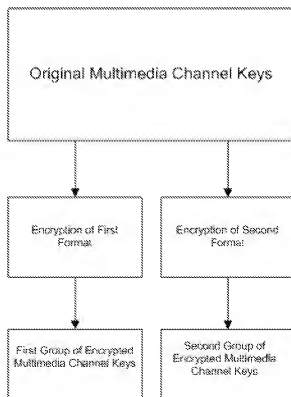 Original Multimedia Channel Keys
Encryption of First
Format
Encryption of Second
Format
First Group of Encrypted
Multimedia Channel Keys
Second Group of
Encrypted Multimedia
Channel Keys